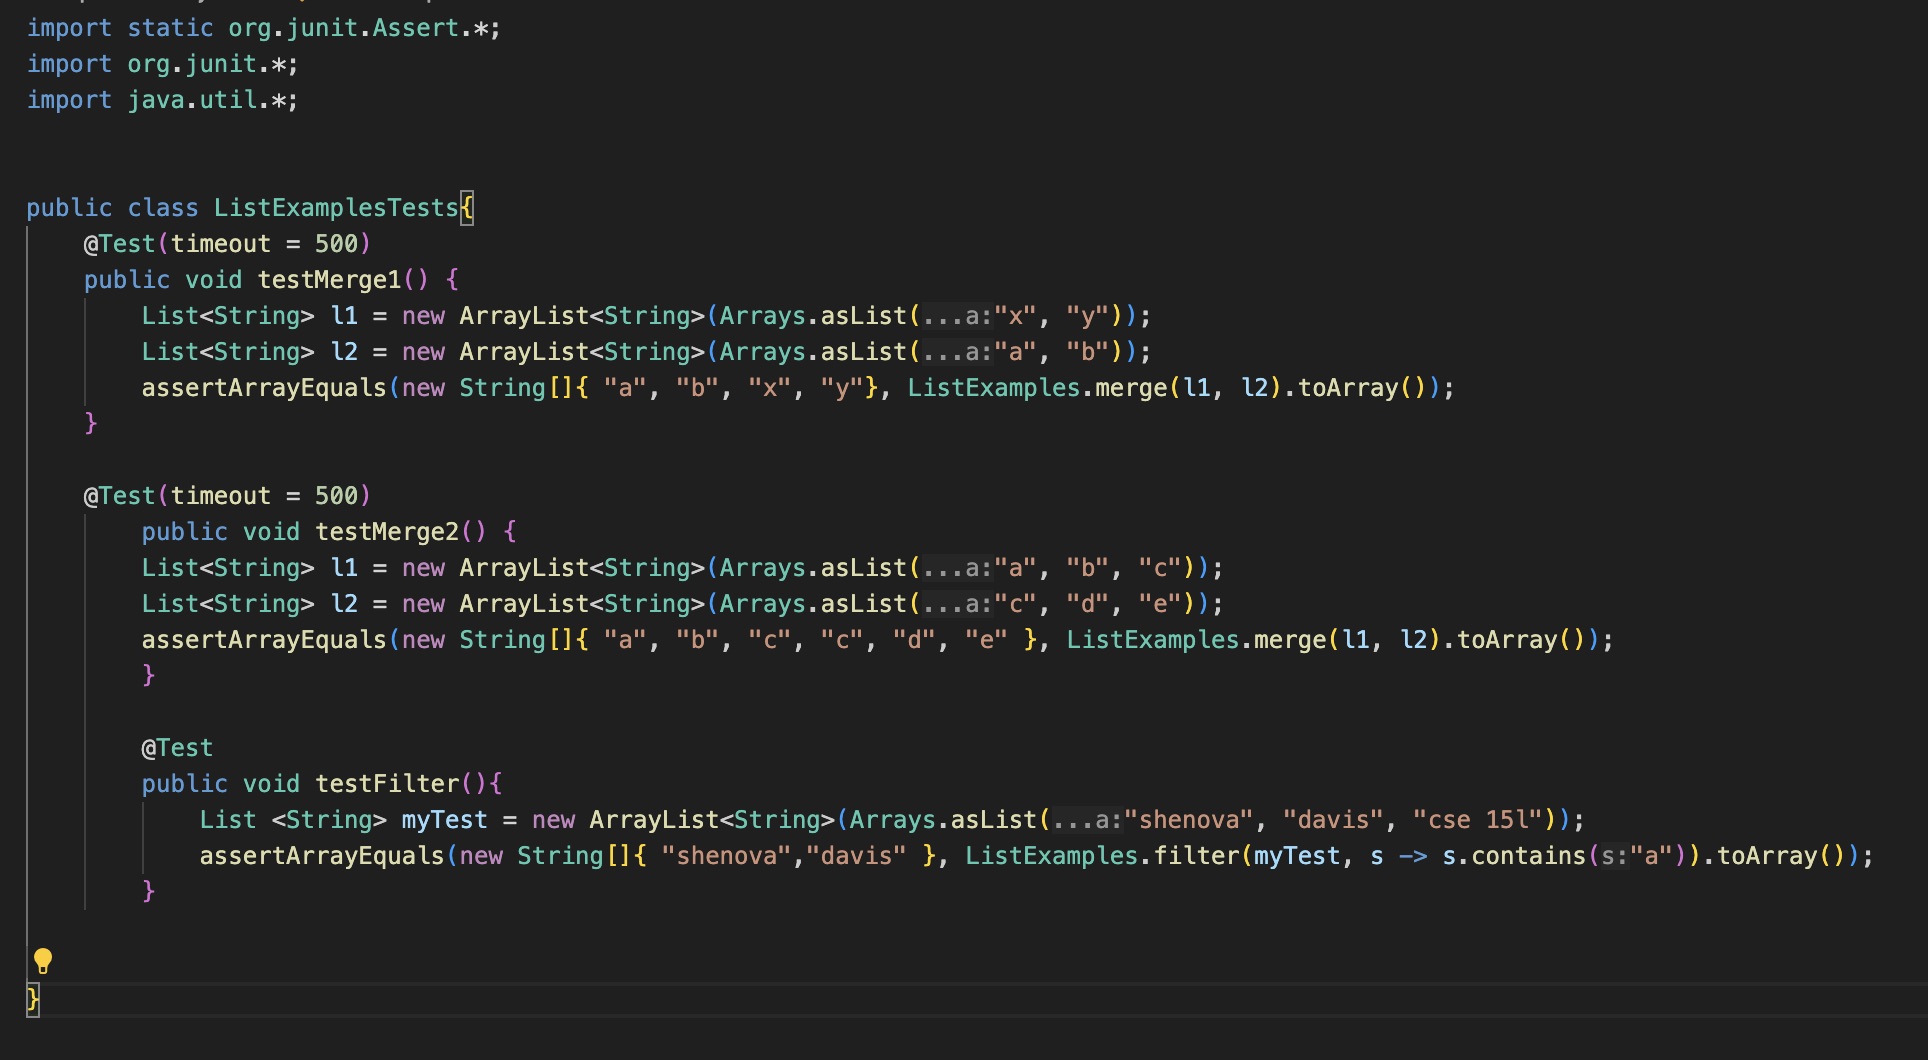 import static org.junit.Assert.*;
import org.junit.*;
import java.util.*;
public class ListExamplesTests{
@Test(timeout = 500)
public void testMerge1() {
List<String> l1 = new ArrayList<String>(Arrays.asList(...a:"x", "y"));
List<String> l2 = new ArrayList<String>(Arrays.asList(...a:"a", "b"));
assertArrayEquals(new String[]{ "a", "b", "x", "y"}, ListExamples.merge(l1, l2).toArray());
}
@Test(timeout = 500)
public void testMerge2() {
List<String> l1 = new ArrayList<String>(Arrays.asList(...a:"a", "b", "c"));
List<String> l2 = new ArrayList<String>(Arrays.asList(...a:"c", "d", "e"));
assertArrayEquals(new String[]{ "a", "b", "c", "c", "d", "e" }, ListExamples.merge(l1, l2).toArray());
}
@Test
public void testFilter(){
List <String> myTest = new ArrayList<String>(Arrays.asList(...a:"shenova", "davis", "cse 15l"));
assertArrayEquals(new String[]{ "shenova","davis" }, ListExamples.filter(myTest, s -> s.contains(s:"a")).toArray());
}
}